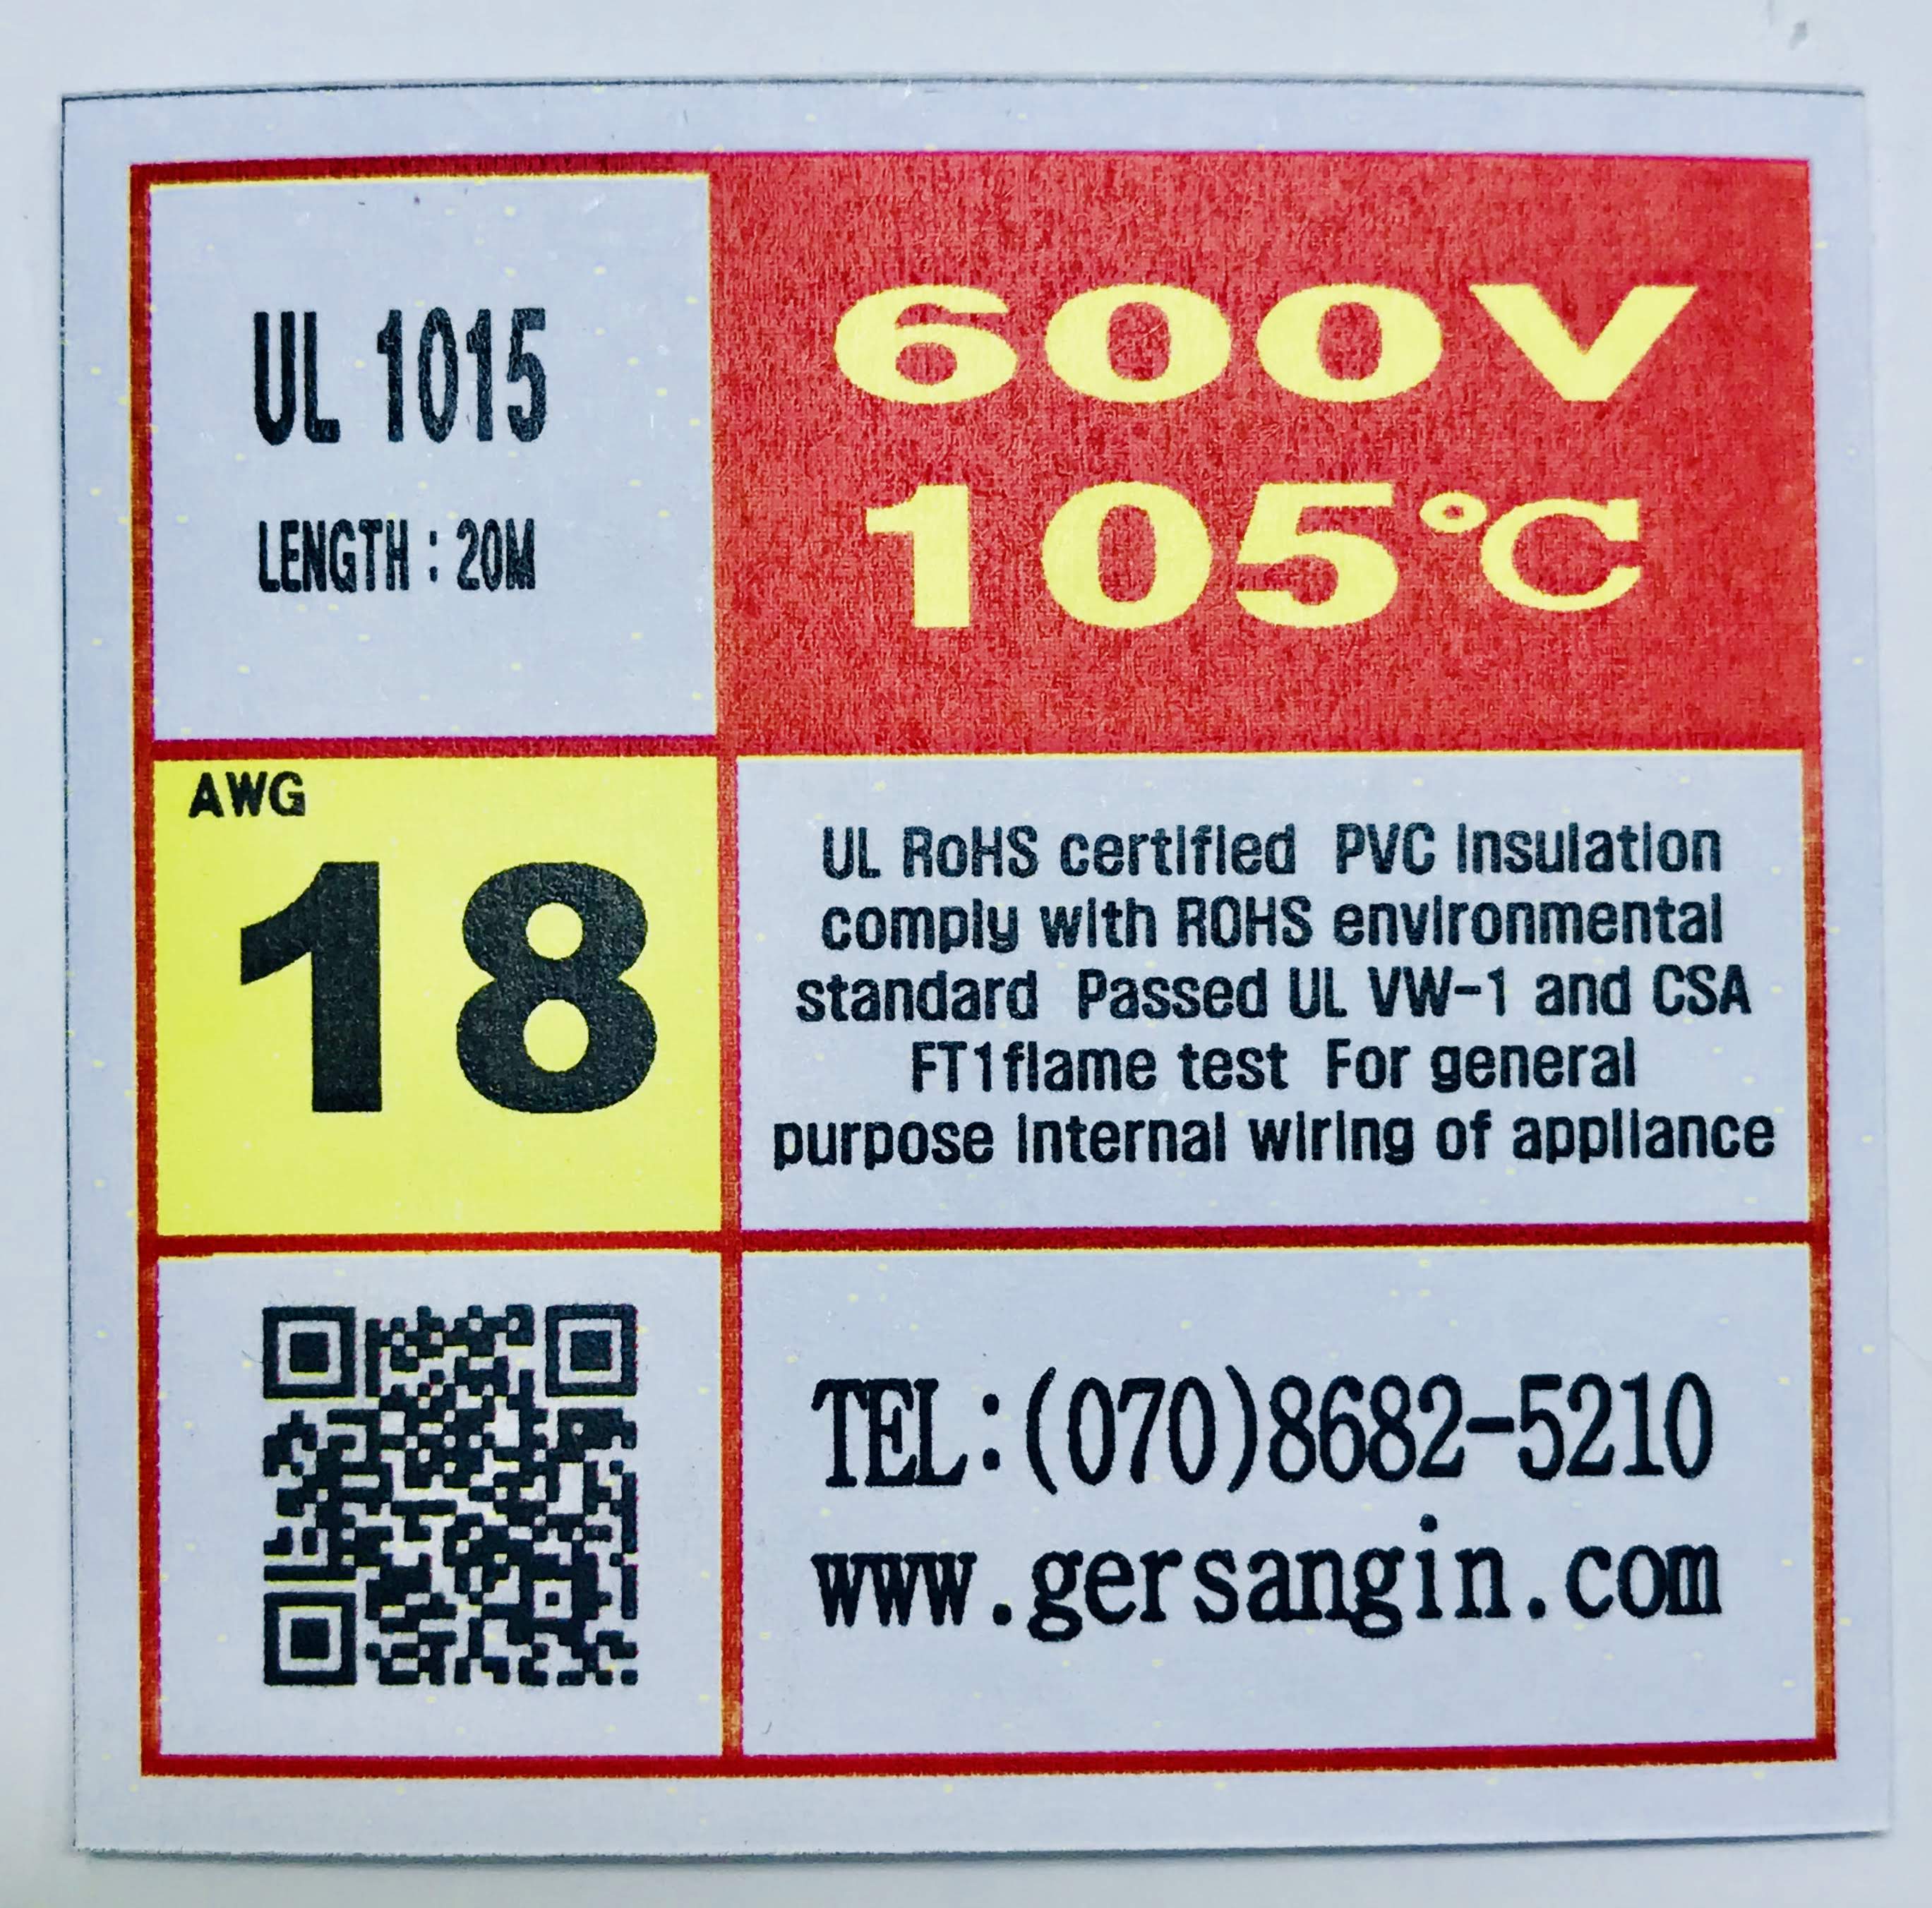 UL 1015
LENGTH : 20M
600V
105℃
AWG
18
UL RoHS certified PVC insulation
comply with ROHS environmental
standard Passed UL VW-1 and CSA
FT1flame test For general
purpose internal wiring of appliance
TEL:(070)8682-5210
www.gersangin.com